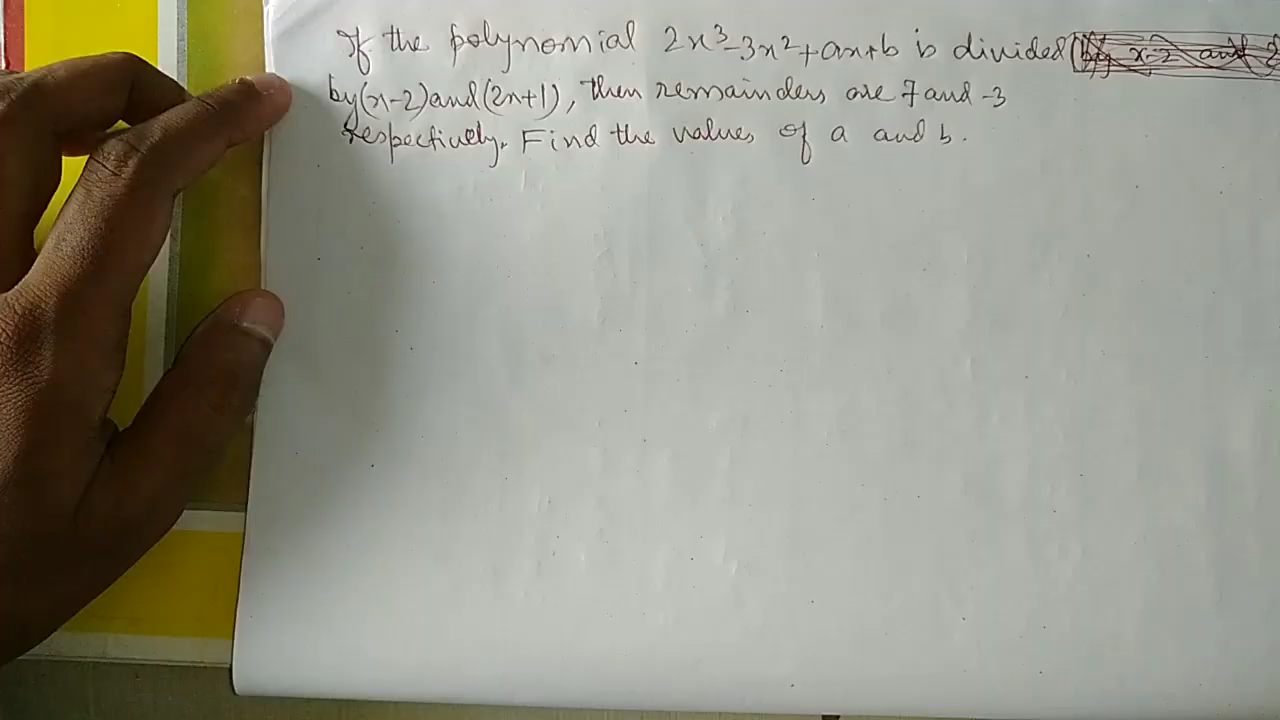 If the polynomial 2x³-3x²+ax+b is divided
by (x-2) and (2x+1), then remainders are 7 and -3
respectively. Find the values of a and b.